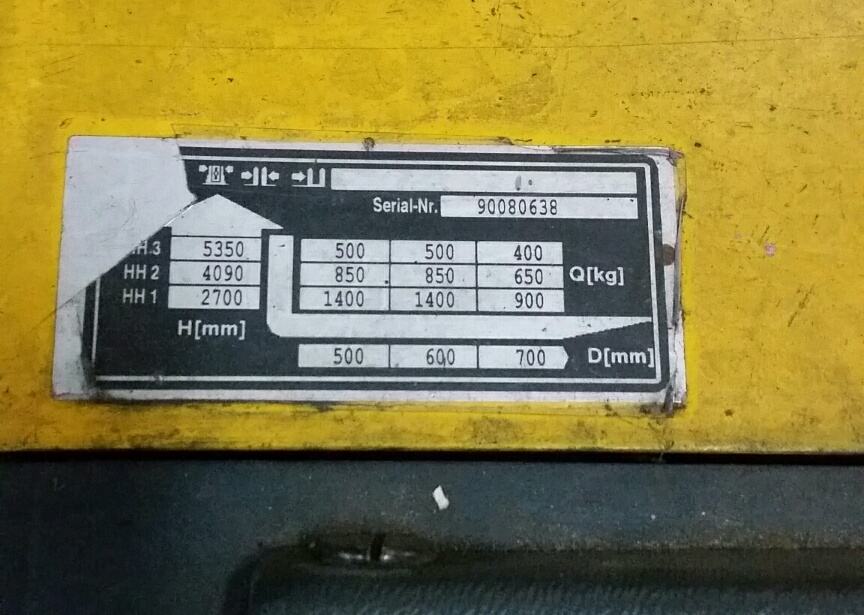 Serial-Nr. 90080638
HH 3 5350 500 500 400
HH 2 4090 850 850 650 Q[kg]
HH 1 2700 1400 1400 900
H[mm]
500 600 700 D[mm]